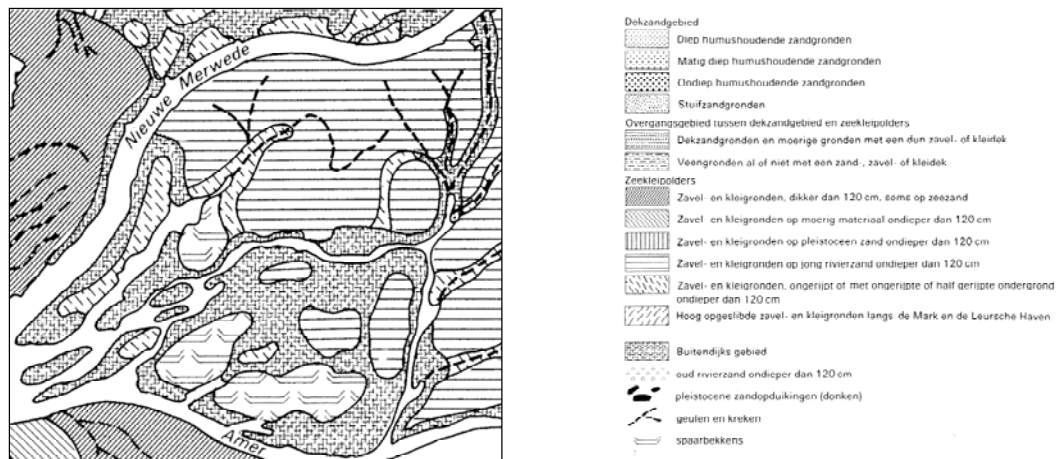 Nieuwe Merwede
Amer
Dekzandgebied
Diep humushoudende zandgronden
Matig diep humushoudende zandgronden
Ondiep humushoudende zandgronden
Stuifzandgronden
Overgangsgebied tussen dekzandgebied en zeekleipolders
Dekzandgronden en moerige gronden met een dun zavel- of kleidek
Veengronden al of niet met een zand-, zavel- of kleidek
Zeekleipolders
Zavel- en kleigronden, dikker dan 120 cm, soms op zeezand
Zavel- en kleigronden op moerig materiaal ondieper dan 120 cm
Zavel- en kleigronden op pleistoceen zand ondieper dan 120 cm
Zavel- en kleigronden op jong rivierzand ondieper dan 120 cm
Zavel- en kleigronden, ongerijpt of met ongerijpte of half gerijpte ondergrond
ondieper dan 120 cm
Hoog opgeslibde zavel- en kleigronden langs de Mark en de Leursche Haven
Buitendijks gebied
oud rivierzand ondieper dan 120 cm
pleistocene zandopduikingen (donken)
geulen en kreken
spaarbekkens